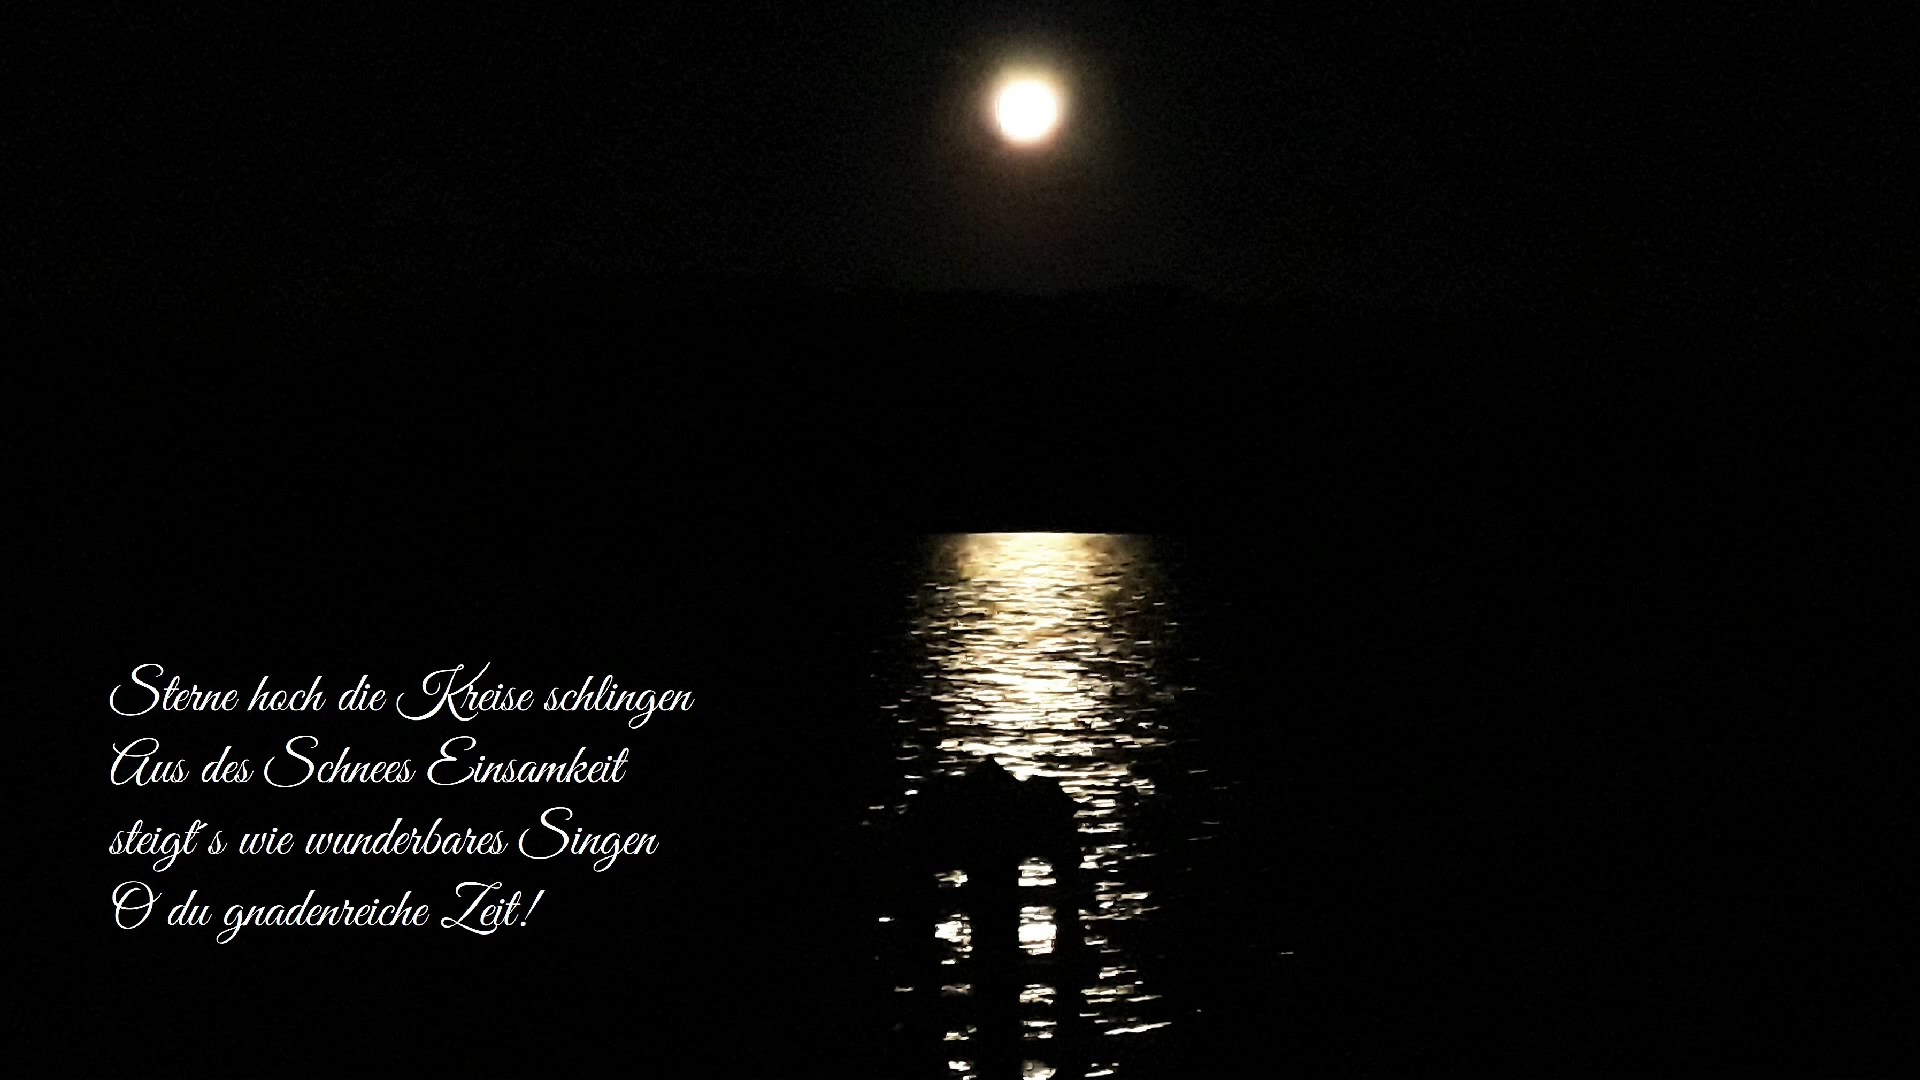 Sterne hoch die Kreise schlingen
Aus des Schnees Einsamkeit
steigt´s wie wunderbares Singen
O du gnadenreiche Zeit!